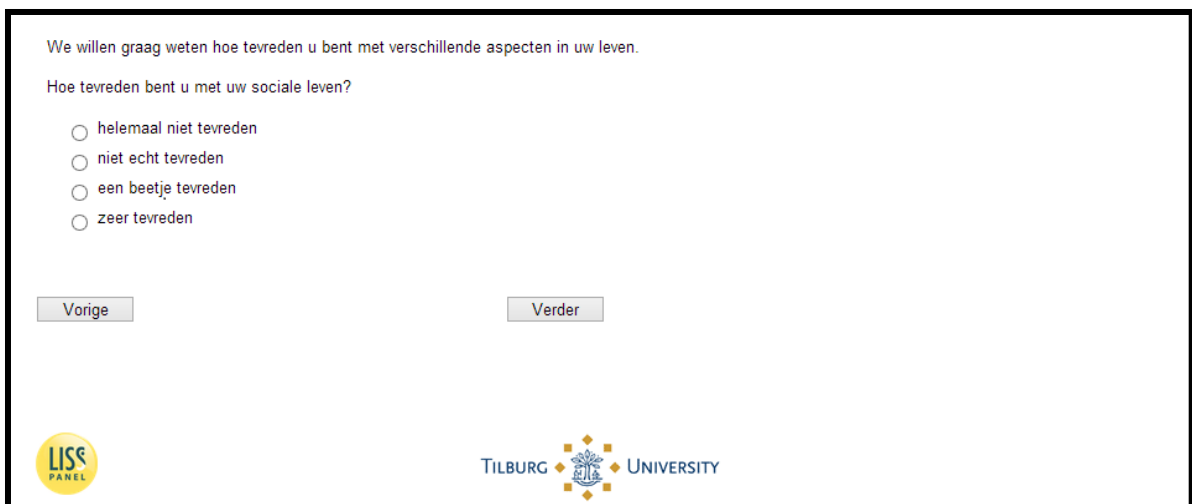 We willen graag weten hoe tevreden u bent met verschillende aspecten in uw leven.
Hoe tevreden bent u met uw sociale leven?
helemaal niet tevreden
niet echt tevreden
een beetje tevreden
zeer tevreden
Vorige
Verder
LISS
PANEL
TILBURG UNIVERSITY